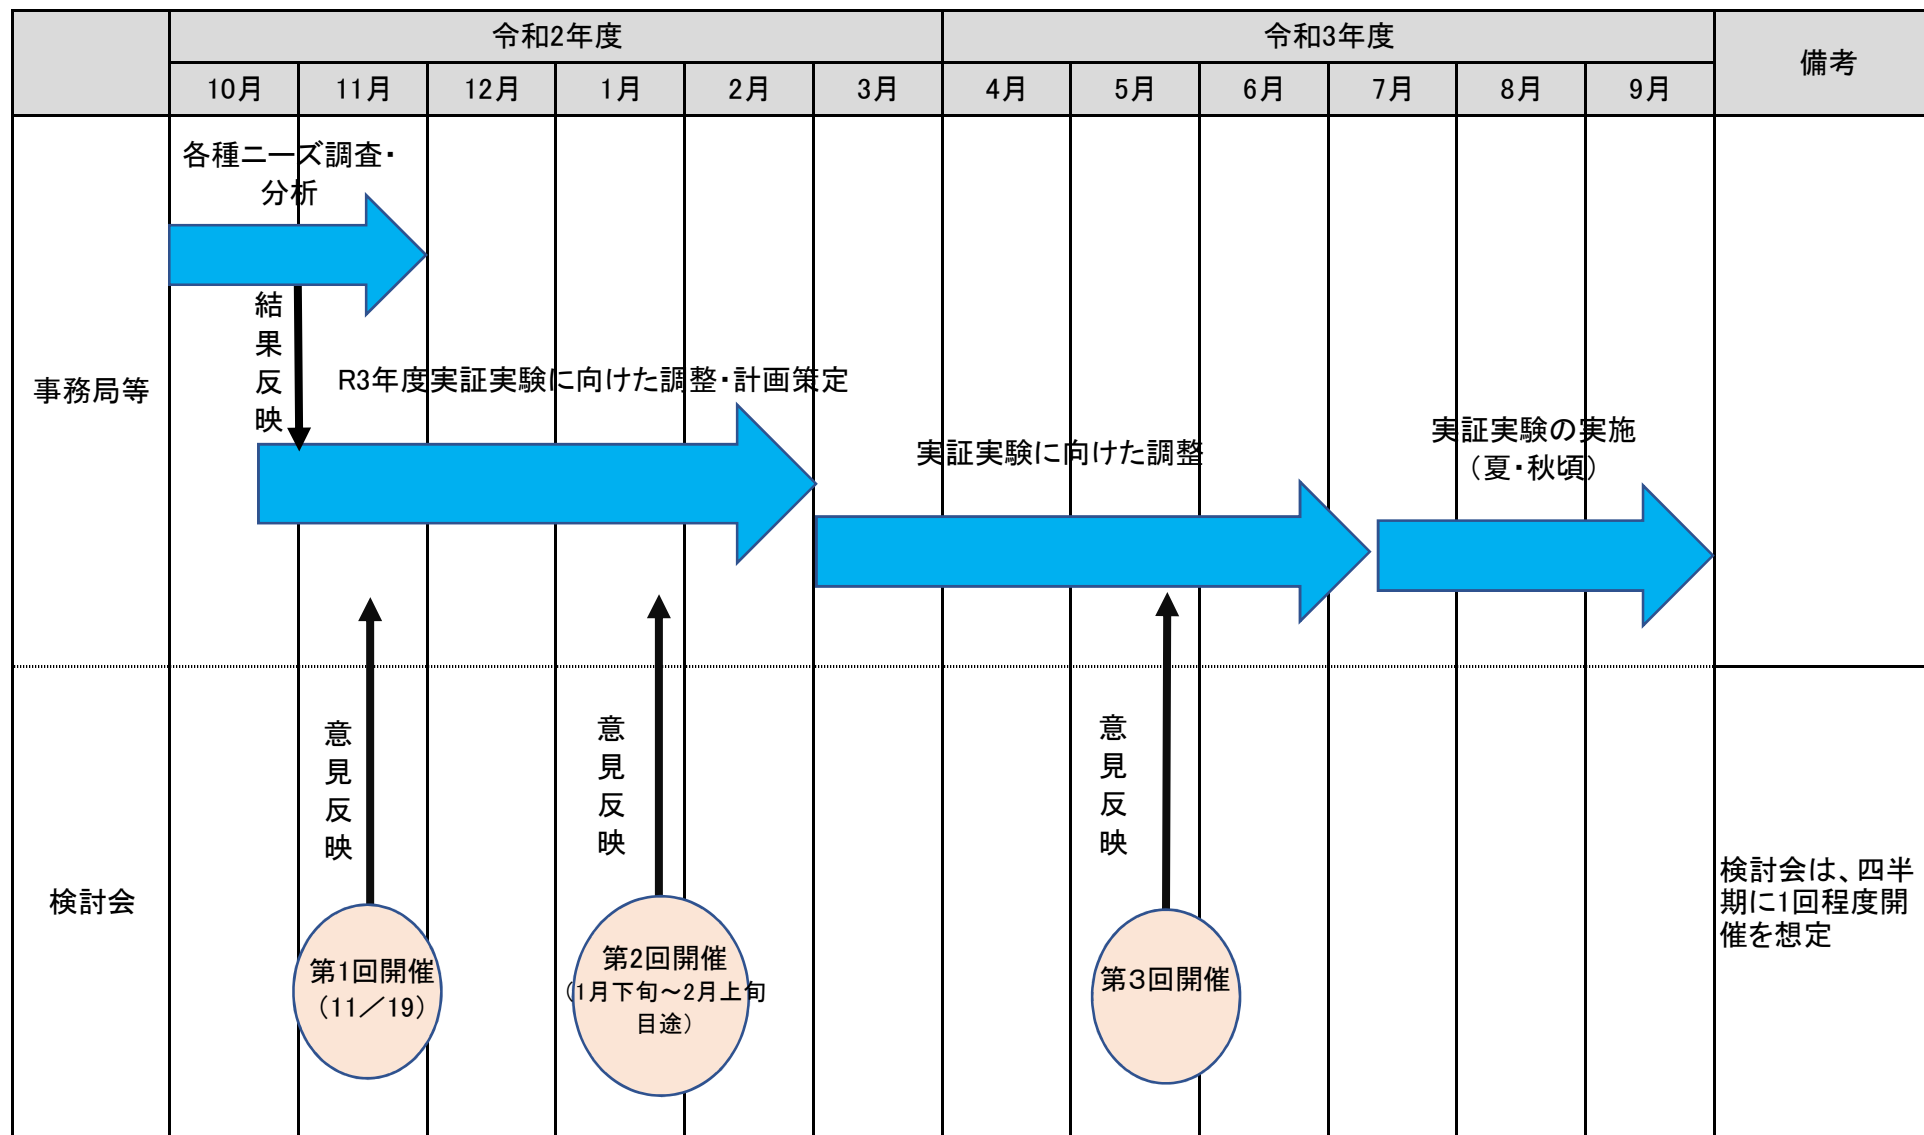 令和2年度
令和3年度
備考
10月
11月
12月
1月
2月
3月
4月
5月
6月
7月
8月
9月
事務局等
各種ニーズ調査・
分析
結果反映
R3年度実証実験に向けた調整・計画策定
実証実験に向けた調整
実証実験の実施
（夏・秋頃）
検討会
意見反映
意見反映
意見反映
第1回開催
（11／19）
第2回開催
（1月下旬～2月上旬
目途）
第３回開催
検討会は、四半
期に1回程度開
催を想定